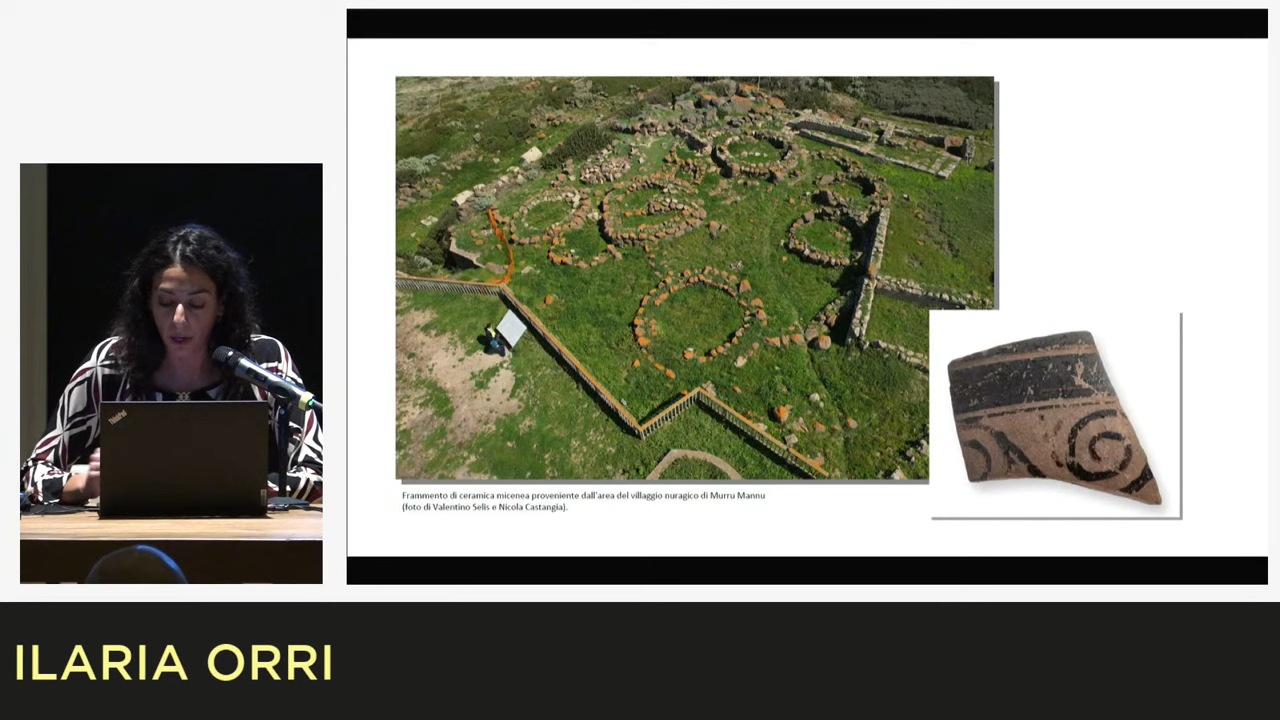 ThinkPad
Frammento di ceramica micenea proveniente dall'area del villaggio nuragico di Murru Mannu
(foto di Valentino Selis e Nicola Castangia).
ILARIA ORRI